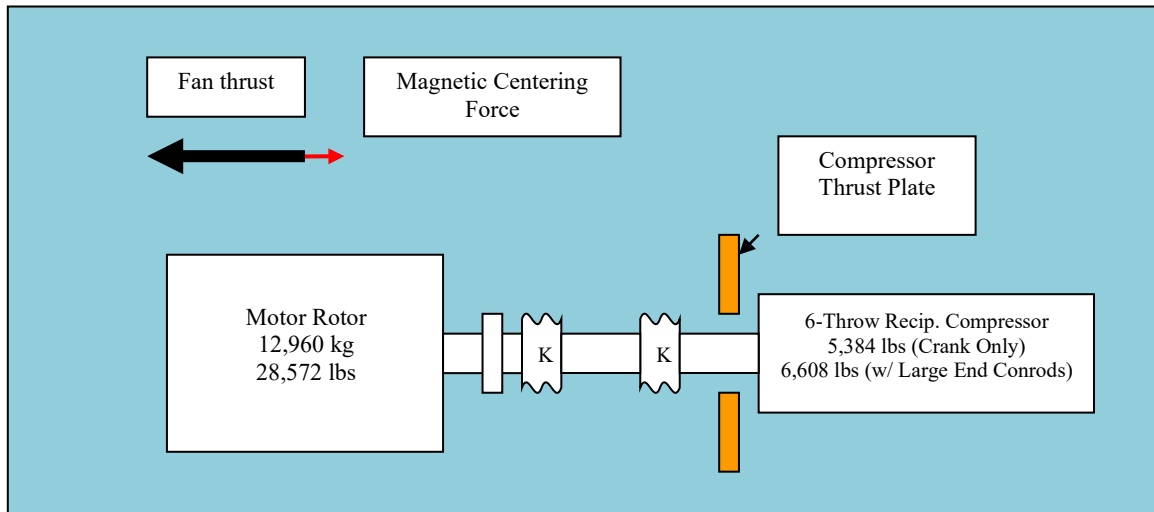 Fan thrust
Magnetic Centering
Force
Compressor
Thrust Plate
Motor Rotor
12,960 kg
28,572 lbs
K
K
6-Throw Recip. Compressor
5,384 lbs (Crank Only)
6,608 lbs (w/ Large End Conrods)